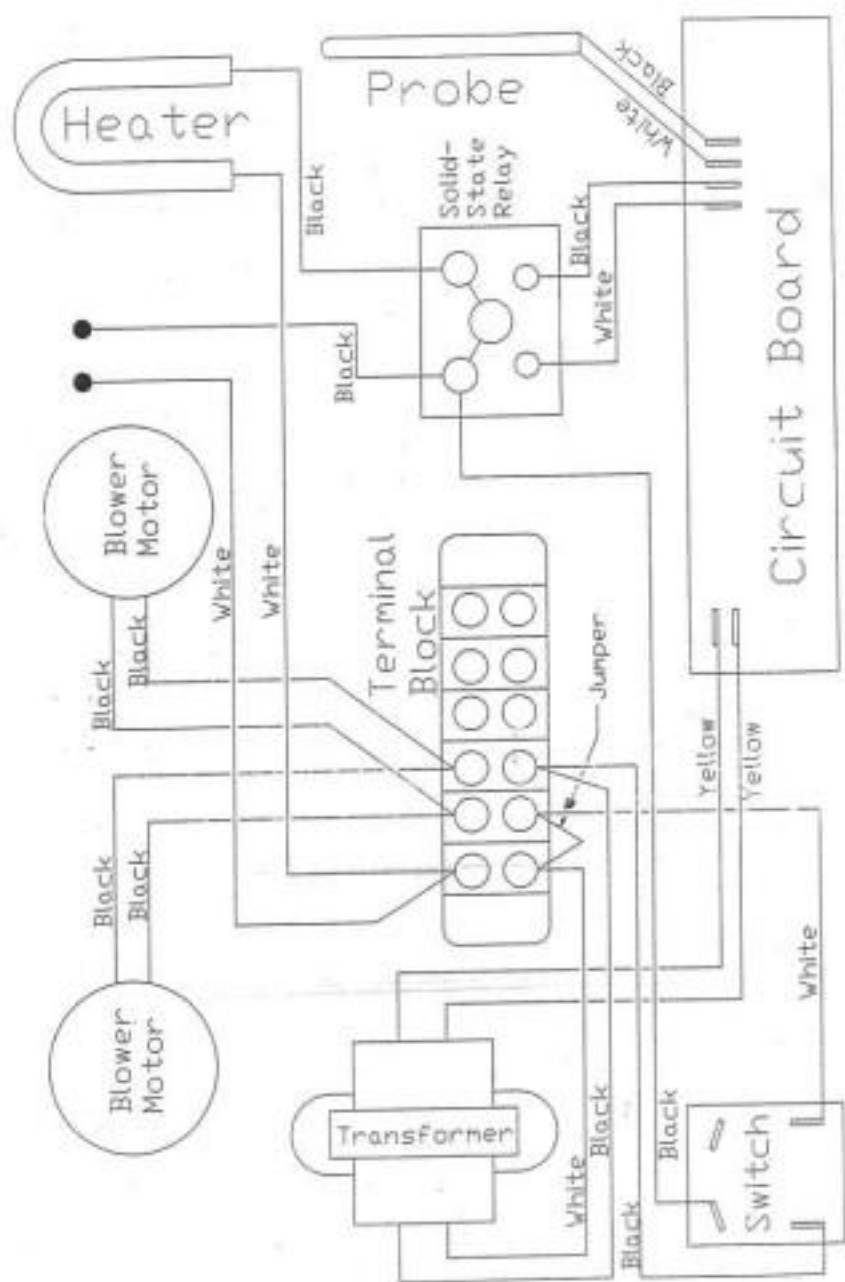 Heater
Probe
Black
White
Solid-
State
Relay
Black
Black
White
Black
Circuit Board
Blower
Motor
White
White
Black
Black
Terminal
Block
Jumper
Yellow
Yellow
Black
Black
White
Blower
Motor
Transformer
White
Black
Black
Black
Switch